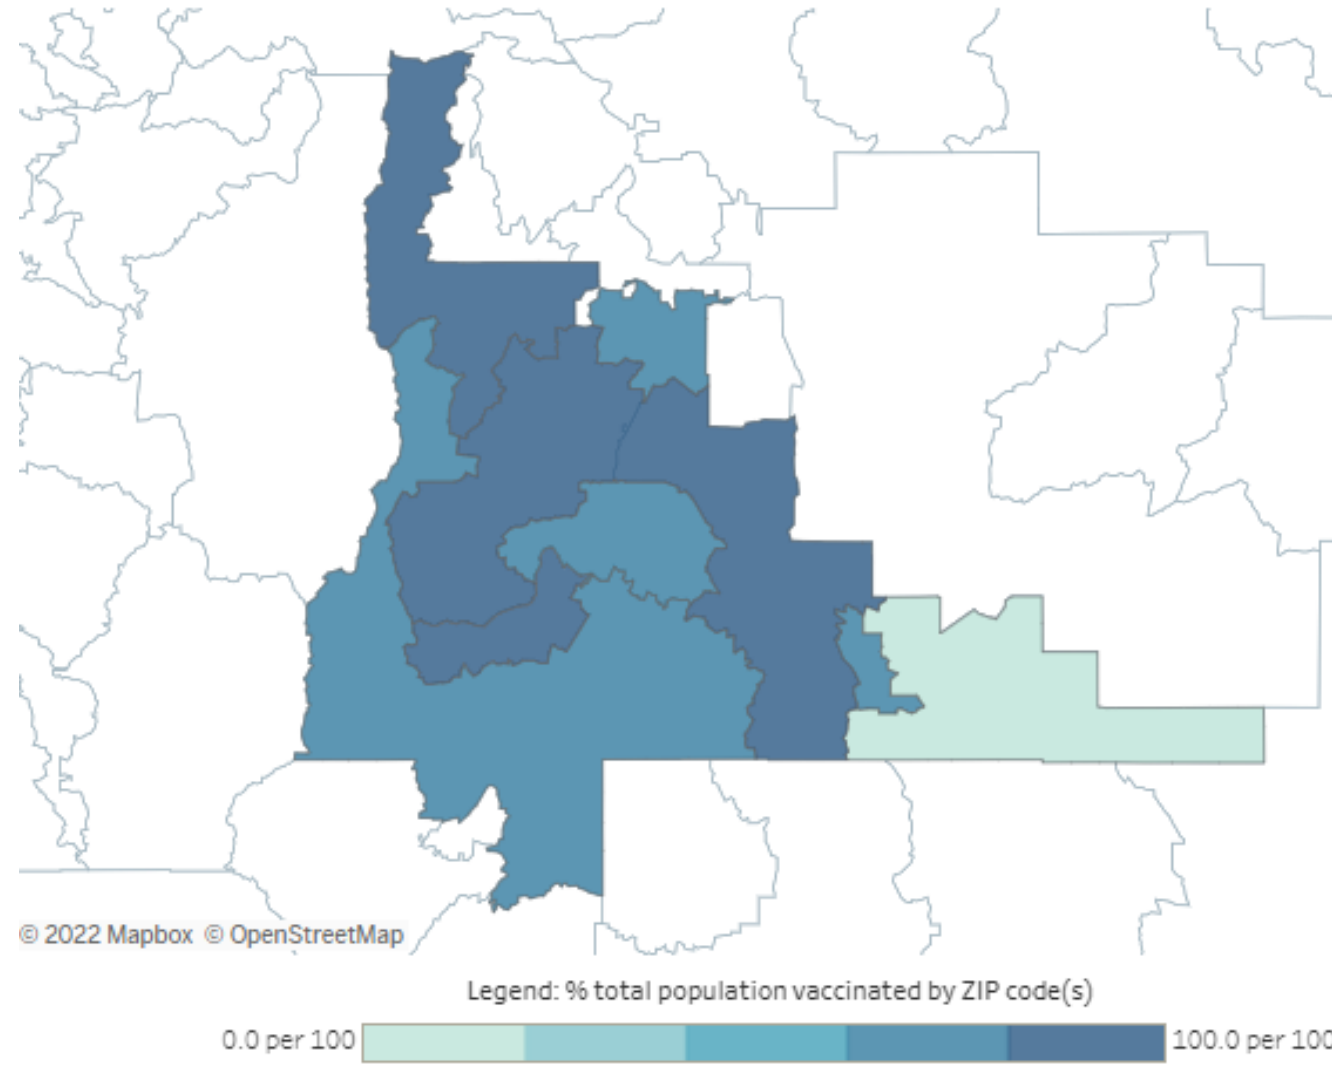 © 2022 Mapbox © OpenStreetMap
Legend: % total population vaccinated by ZIP code(s)
0.0 per 100
100.0 per 100